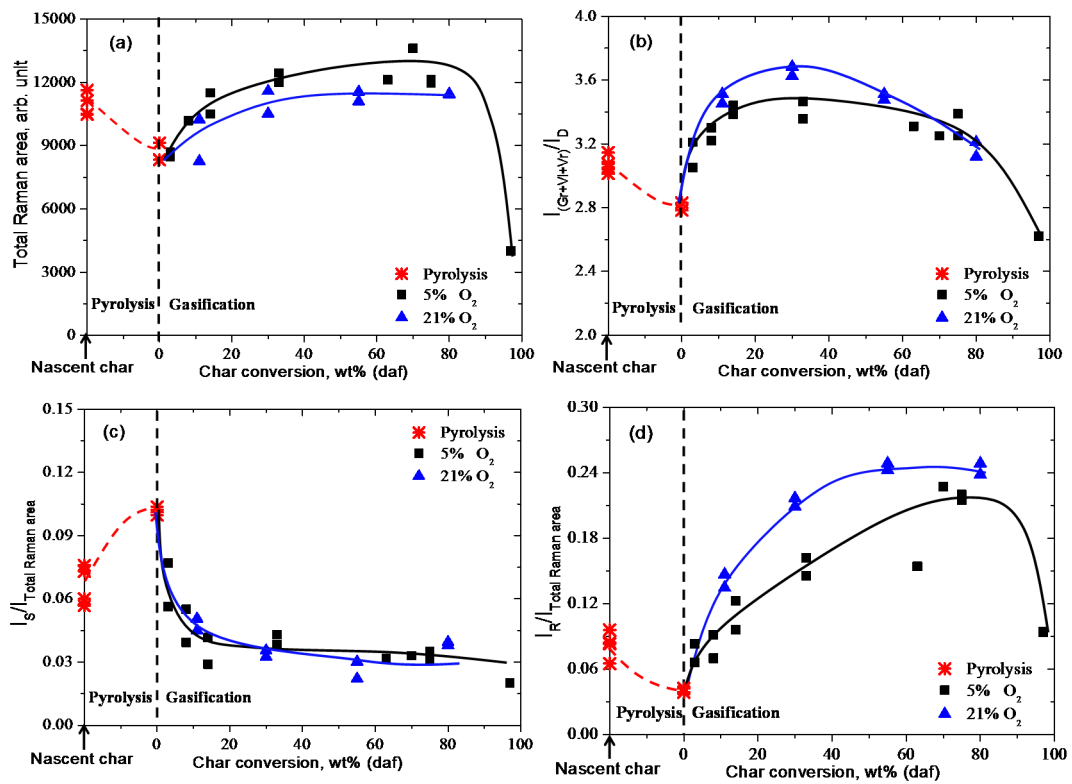 (a)
Total Raman area, arb. unit
15000
12000
9000
6000
3000
0
Pyrolysis
5% O2
21% O2
Pyrolysis Gasification
0 20 40 60 80 100
Nascent char
Char conversion, wt% (daf)
(b)
I(Gr+Vl+Vr)/ID
4.0
3.6
3.2
2.8
2.4
2.0
Pyrolysis
5% O2
21% O2
Pyrolysis Gasification
0 20 40 60 80 100
Nascent char
Char conversion, wt% (daf)
(c)
IS/ITotal Raman area
0.15
0.12
0.09
0.06
0.03
0.00
Pyrolysis
5% O2
21% O2
Pyrolysis Gasification
0 20 40 60 80 100
Nascent char
Char conversion, wt% (daf)
(d)
IR/ITotal Raman area
0.30
0.24
0.18
0.12
0.06
0.00
Pyrolysis
5% O2
21% O2
Pyrolysis Gasification
0 20 40 60 80 100
Nascent char
Char conversion, wt% (daf)